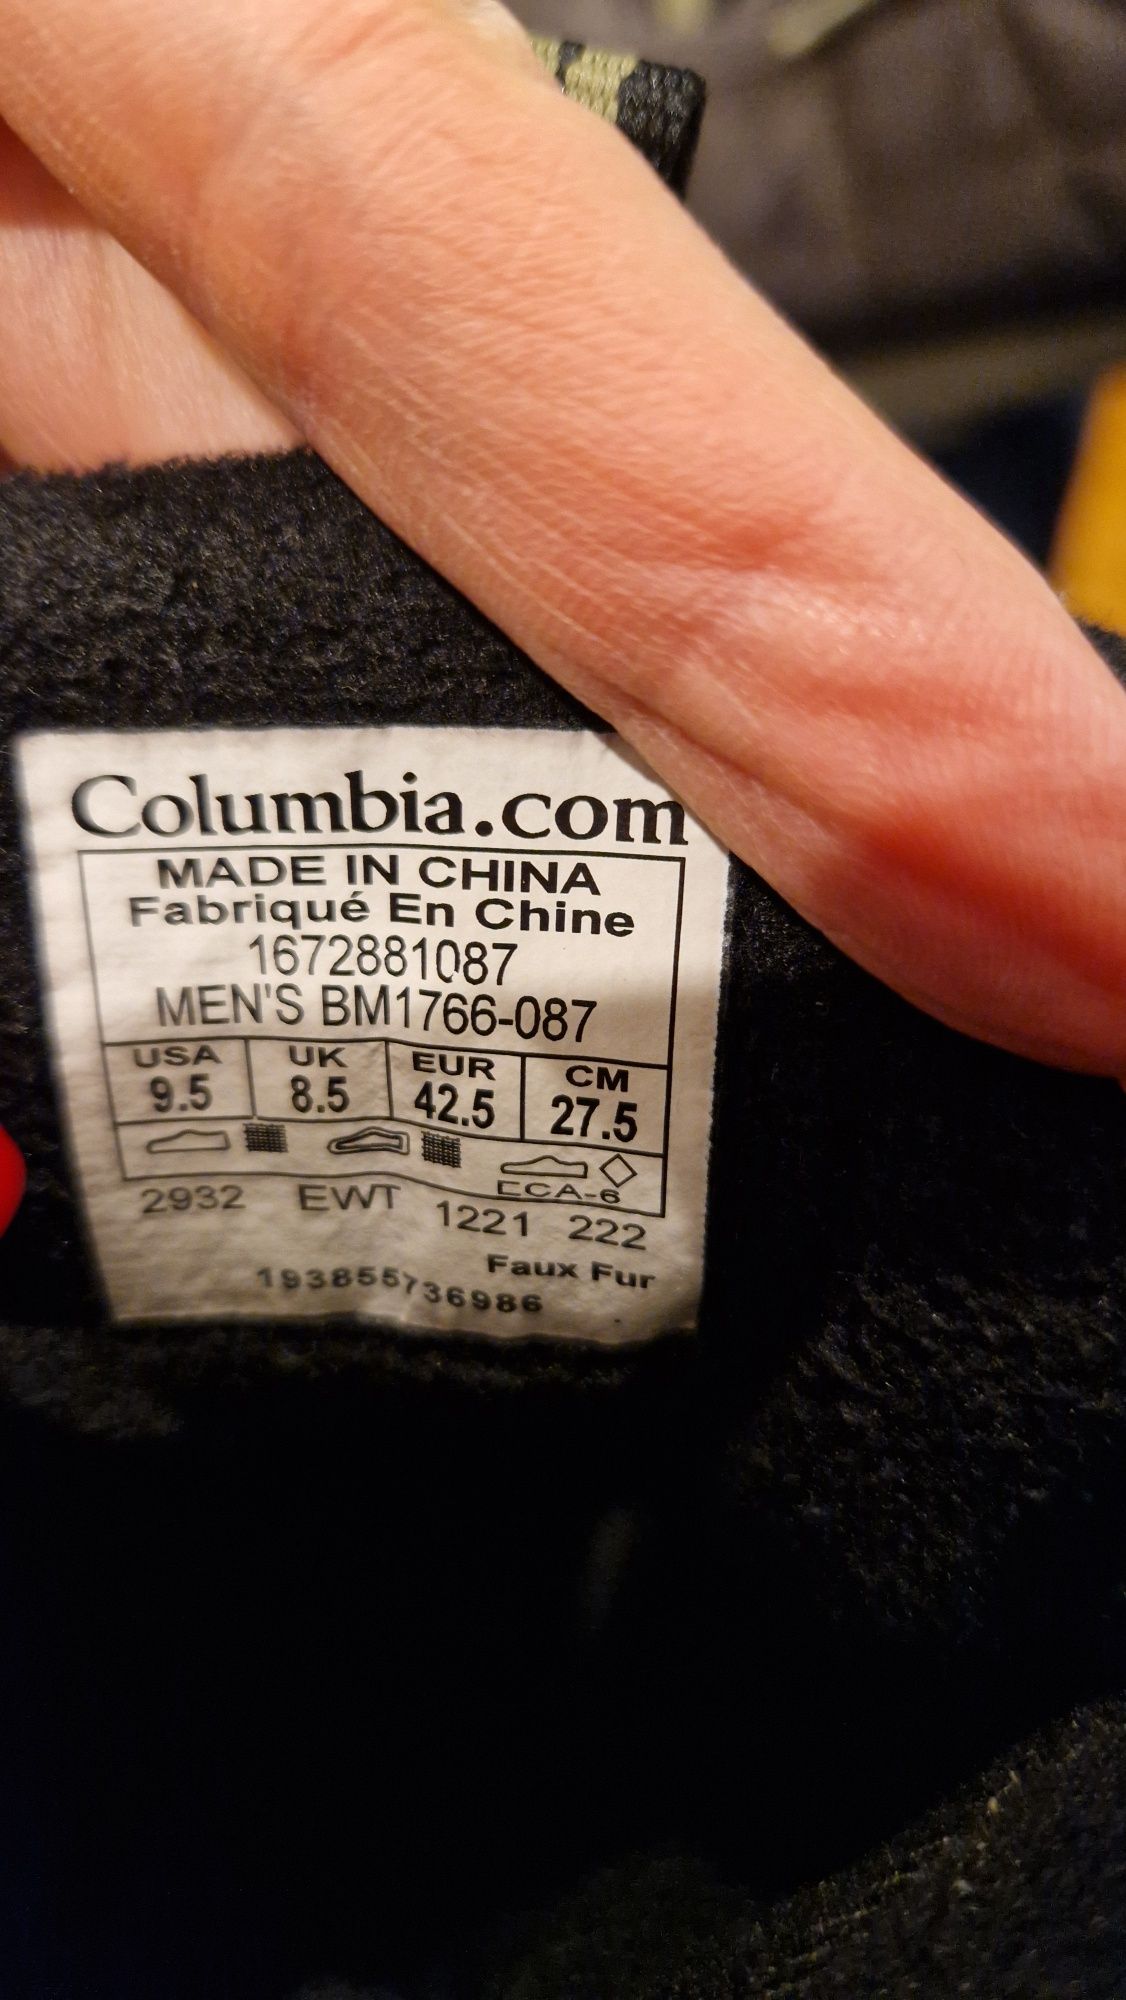 Columbia.com
MADE IN CHINA
Fabriqué En Chine
1672881087
MEN'S BM1766-087
USA UK EUR CM
9.5 8.5 42.5 27.5
ECA-6
2932 EWT 1221 222
Faux Fur
193855736986